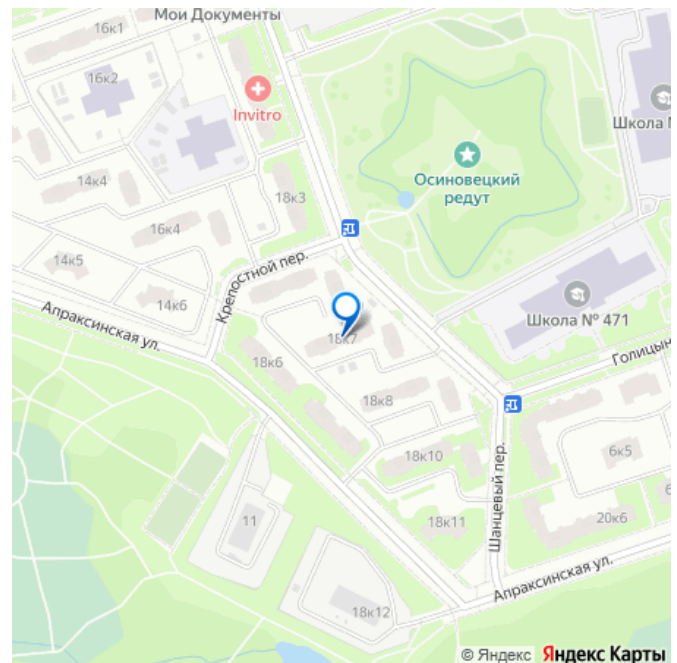 Мои Документы
16к1
16к2
Invitro
Школа №
14к4
18к3
Осиновецкий
редут
16к4
14к5
Крепостной пер.
14к6
Апраксинская ул.
Школа № 471
18к7
18к6
Голицын
18к8
18к10
6к5
Шанцевый пер.
11
18к11
20к6
Апраксинская ул.
18к12
© Яндекс Яндекс Карты